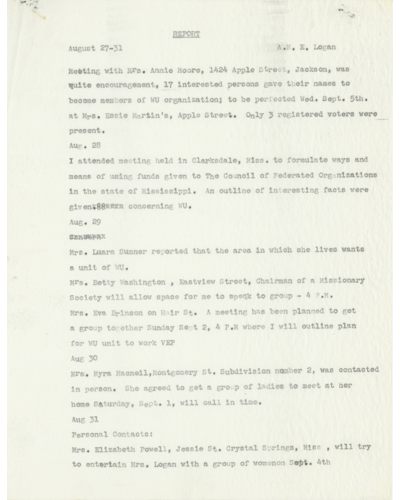 REPORT
August 27-31 A.M. E. Logan
Meeting with Mrs. Annie Moore, 1424 Apple Street, Jackson, was
quite encouragement, 17 interested persons gave their names to
become members of WU organization; to be perfected Wed. Sept. 5th.
at Mrs. Essie Martin's, Apple Street. Only 3 registered voters were
present.
Aug. 28
I attended meeting held in Clarksdale, Miss. to formulate ways and
means of using funds given to The Council of Federated Organizations
in the state of Mississippi. An outline of interesting facts were
given concerning WU.
Aug. 29
Mrs. Luarn Sumner reported that the area in which she lives wants
a unit of WU.
Mrs. Betty Washington , Eastview Street, Chairman of a Missionary
Society will allow space for me to speak to group - 4 P.M.
Mrs. Eva Brinson on Hair St. A meeting has been planned to get
a group together Sunday Sept 2, 4 P.M where I will outline plan
for WU unit to work VEP
Aug 30
Mrs. Myra Macneil,Montgomery St. Subdivision number 2, was contacted
in person. She agreed to get a group of ladies to meet at her
home Saturday, Sept. 1, will call in time.
Aug 31
Personal Contacts:
Mrs. Elizabeth Powell, Jessie St. Crystal Springs, Miss , will try
to entertain Mrs. Logan with a group of womenon Sept. 4th